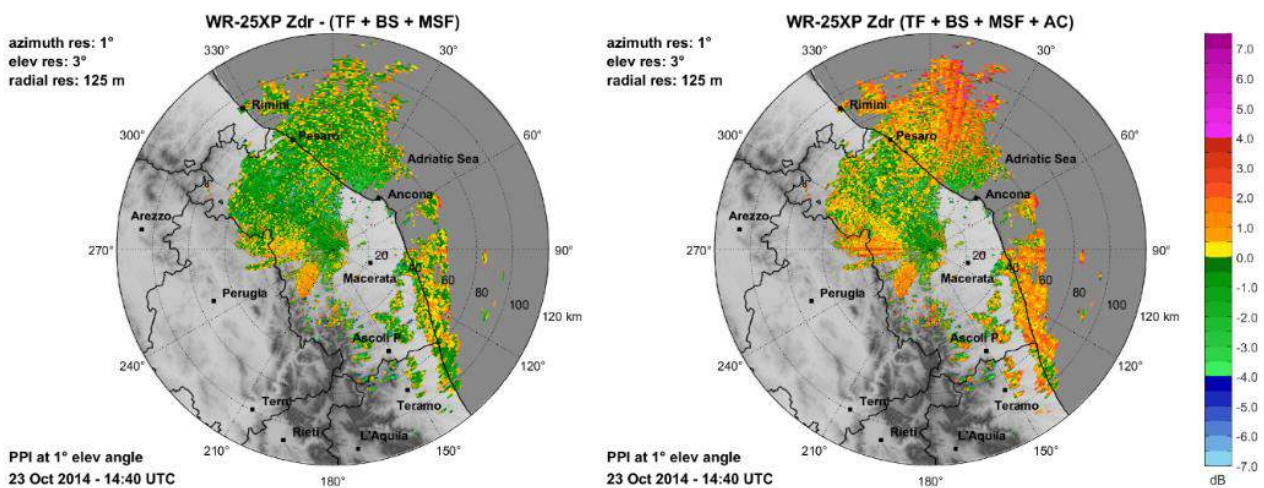 WR-25XP Zdr - (TF + BS + MSF)
azimuth res: 1°
elev res: 3°
radial res: 125 m
330°
30°
300°
60°
270°
90°
240°
120°
210°
150°
180°
Rimini
Pesaro
Adriatic Sea
Ancona
Arezzo
20
40
60
80
100
120 km
Macerata
Perugia
Ascoli P.
Terni
Teramo
Rieti
L'Aquila
PPI at 1° elev angle
23 Oct 2014 - 14:40 UTC
WR-25XP Zdr (TF + BS + MSF + AC)
azimuth res: 1°
elev res: 3°
radial res: 125 m
330°
30°
300°
60°
270°
90°
240°
120°
210°
150°
180°
Rimini
Pesaro
Adriatic Sea
Ancona
Arezzo
20
40
60
80
100
120 km
Macerata
Perugia
Ascoli P.
Terni
Teramo
Rieti
L'Aquila
PPI at 1° elev angle
23 Oct 2014 - 14:40 UTC
7.0
6.0
5.0
4.0
3.0
2.0
1.0
0.0
-1.0
-2.0
-3.0
-4.0
-5.0
-6.0
-7.0
dB